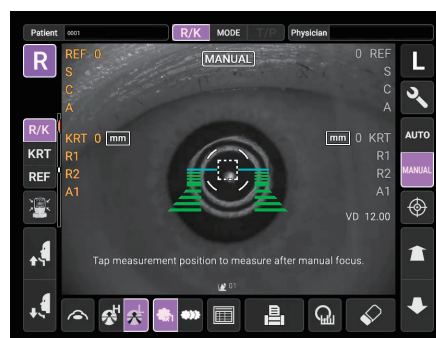 Patient 0001 R/K MODE T/P Physician
R REF 0 MANUAL 0 REF L
S S
C C
A A
R/K KRT 0 mm mm 0 KRT AUTO
KRT R1 R1
REF R2 R2 MANUAL
A1 A1
VD 12.00
Tap measurement position to measure after manual focus.
01
H L